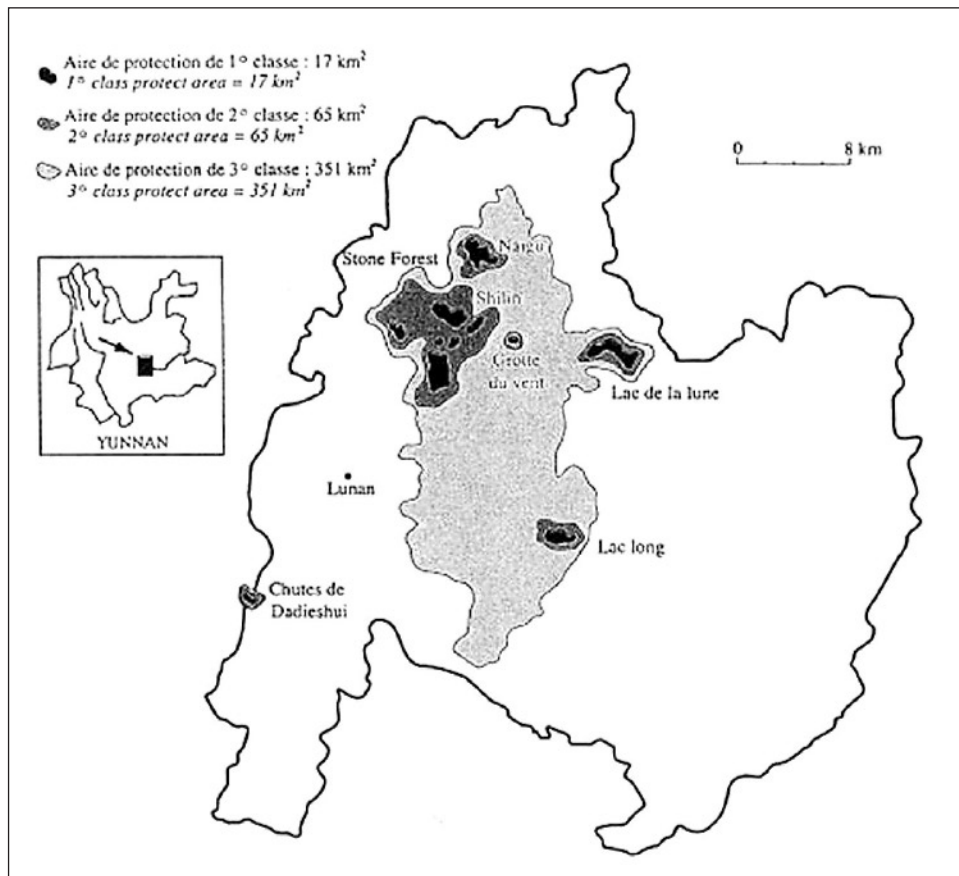 Aire de protection de 1° classe : 17 km²
1° class protect area = 17 km²
Aire de protection de 2° classe : 65 km²
2° class protect area = 65 km²
Aire de protection de 3° classe : 351 km²
3° class protect area = 351 km²
0 8 km
Naigu
Stone Forest
Shilin
Grotte
du vent
Lac de la lune
YUNNAN
Lunan
Lac long
Chutes de
Dadieshui